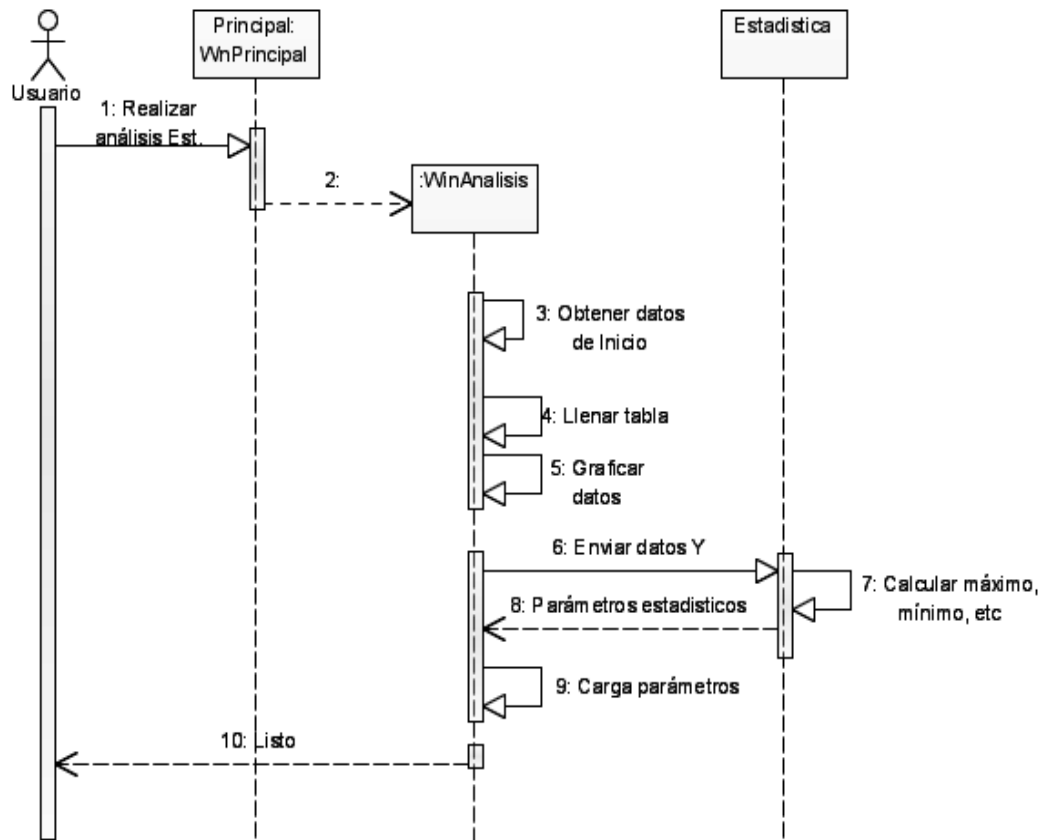 Principal:
WnPrincipal
Estadistica
Usuario
1: Realizar
análisis Est.
2:
:WinAnalisis
3: Obtener datos
de Inicio
4: Llenar tabla
5: Graficar
datos
6: Enviar datos Y
7: Calcular máximo,
mínimo, etc
8: Parámetros estadisticos
9: Carga parámetros
10: Listo